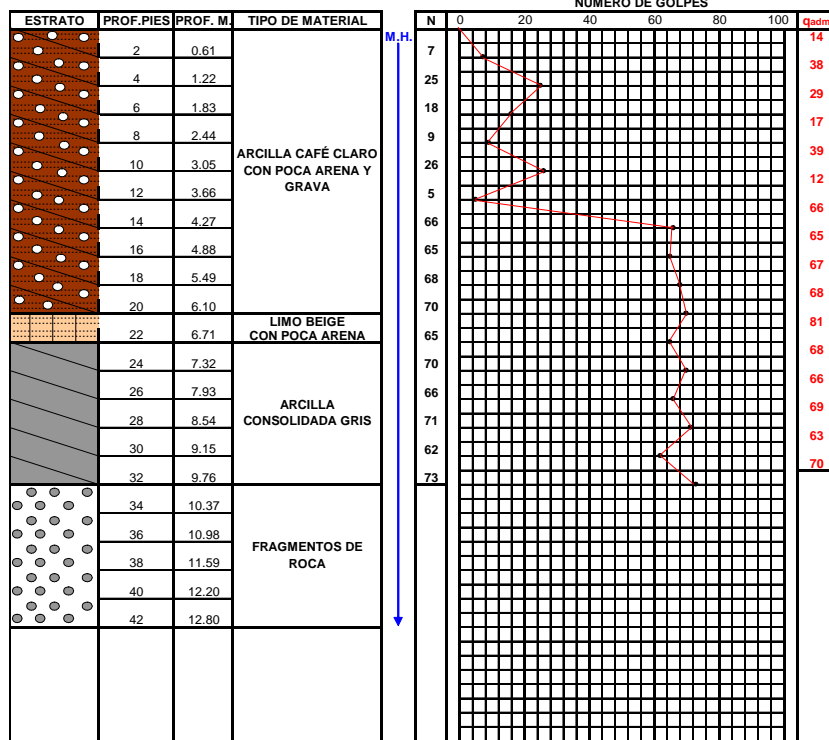 NÚMERO DE GOLPES
ESTRATO PROF.PIES PROF. M. TIPO DE MATERIAL N 0 20 40 60 80 100 qadm
M.H.
14
2 0.61 7
38
4 1.22 25
29
6 1.83 18
17
8 2.44 9
39
ARCILLA CAFÉ CLARO
CON POCA ARENA Y
GRAVA
10 3.05 26
12
12 3.66 5
66
14 4.27 66
65
16 4.88 65
67
18 5.49 68
68
20 6.10 70
81
LIMO BEIGE
CON POCA ARENA
22 6.71 65
68
24 7.32 70
66
26 7.93 66
69
ARCILLA
CONSOLIDADA GRIS
28 8.54 71
63
30 9.15 62
70
32 9.76 73
34 10.37
36 10.98
FRAGMENTOS DE
ROCA
38 11.59
40 12.20
42 12.80